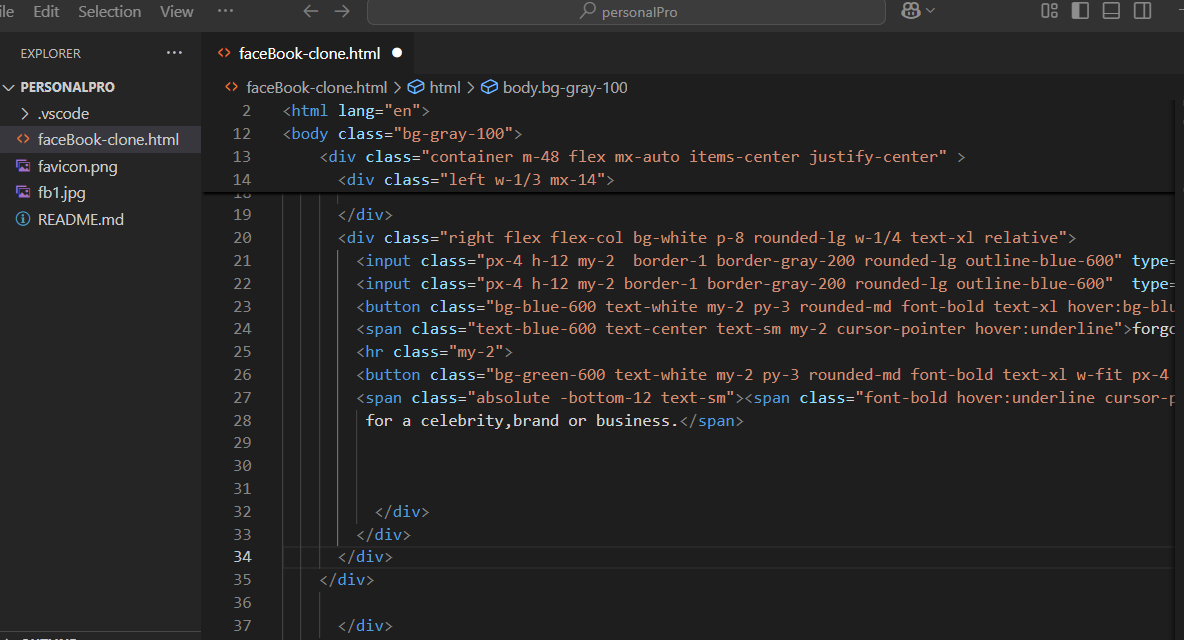 File Edit Selection View ··· ← → personalPro
EXPLORER ···
PERSONALPRO
.vscode
faceBook-clone.html
favicon.png
fb1.jpg
README.md
faceBook-clone.html
faceBook-clone.html > html > body.bg-gray-100
2 <html lang="en">
12 <body class="bg-gray-100">
13 <div class="container m-48 flex mx-auto items-center justify-center" >
14 <div class="left w-1/3 mx-14">
19 </div>
20 <div class="right flex flex-col bg-white p-8 rounded-lg w-1/4 text-xl relative">
21 <input class="px-4 h-12 my-2  border-1 border-gray-200 rounded-lg outline-blue-600" type=
22 <input class="px-4 h-12 my-2 border-1 border-gray-200 rounded-lg outline-blue-600"  type=
23 <button class="bg-blue-600 text-white my-2 py-3 rounded-md font-bold text-xl hover:bg-blu
24 <span class="text-blue-600 text-center text-sm my-2 cursor-pointer hover:underline">forgo
25 <hr class="my-2">
26 <button class="bg-green-600 text-white my-2 py-3 rounded-md font-bold text-xl w-fit px-4
27 <span class="absolute -bottom-12 text-sm"><span class="font-bold hover:underline cursor-p
28 for a celebrity,brand or business.</span>
29
30
31
32 </div>
33 </div>
34 </div>
35 </div>
36
37 </div>